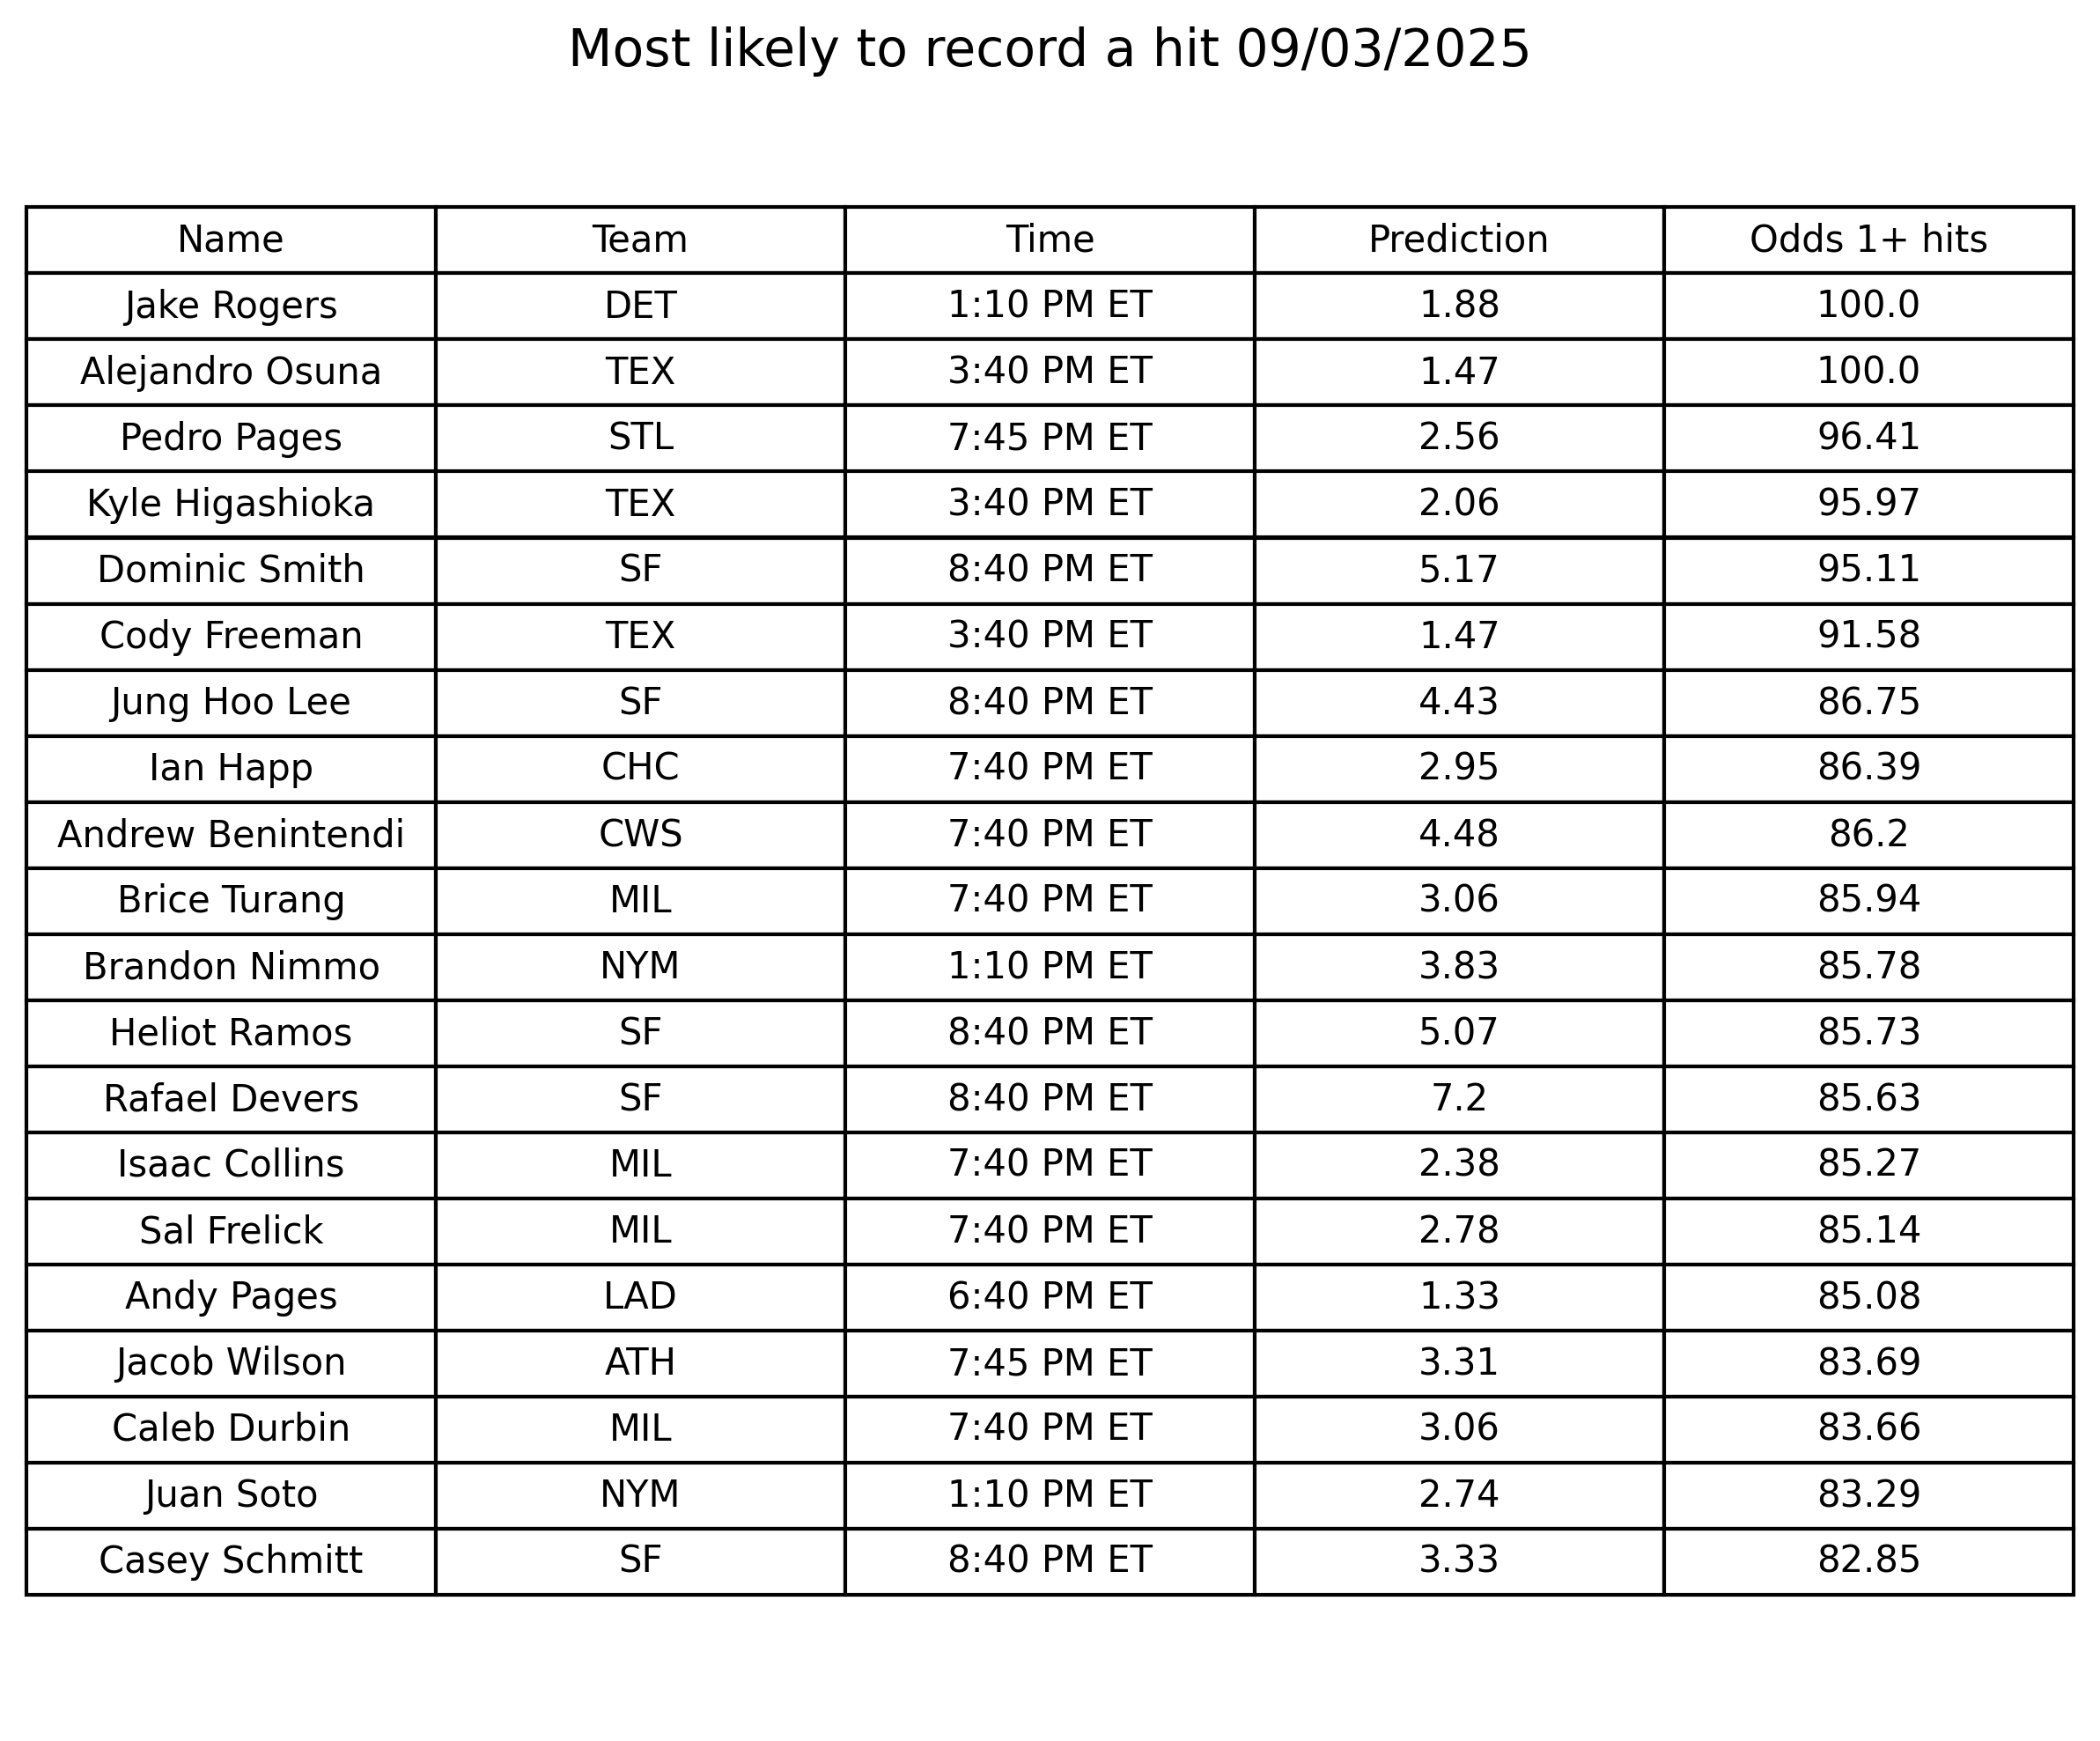 Most likely to record a hit 09/03/2025
Name Team Time Prediction Odds 1+ hits
Jake Rogers DET 1:10 PM ET 1.88 100.0
Alejandro Osuna TEX 3:40 PM ET 1.47 100.0
Pedro Pages STL 7:45 PM ET 2.56 96.41
Kyle Higashioka TEX 3:40 PM ET 2.06 95.97
Dominic Smith SF 8:40 PM ET 5.17 95.11
Cody Freeman TEX 3:40 PM ET 1.47 91.58
Jung Hoo Lee SF 8:40 PM ET 4.43 86.75
Ian Happ CHC 7:40 PM ET 2.95 86.39
Andrew Benintendi CWS 7:40 PM ET 4.48 86.2
Brice Turang MIL 7:40 PM ET 3.06 85.94
Brandon Nimmo NYM 1:10 PM ET 3.83 85.78
Heliot Ramos SF 8:40 PM ET 5.07 85.73
Rafael Devers SF 8:40 PM ET 7.2 85.63
Isaac Collins MIL 7:40 PM ET 2.38 85.27
Sal Frelick MIL 7:40 PM ET 2.78 85.14
Andy Pages LAD 6:40 PM ET 1.33 85.08
Jacob Wilson ATH 7:45 PM ET 3.31 83.69
Caleb Durbin MIL 7:40 PM ET 3.06 83.66
Juan Soto NYM 1:10 PM ET 2.74 83.29
Casey Schmitt SF 8:40 PM ET 3.33 82.85